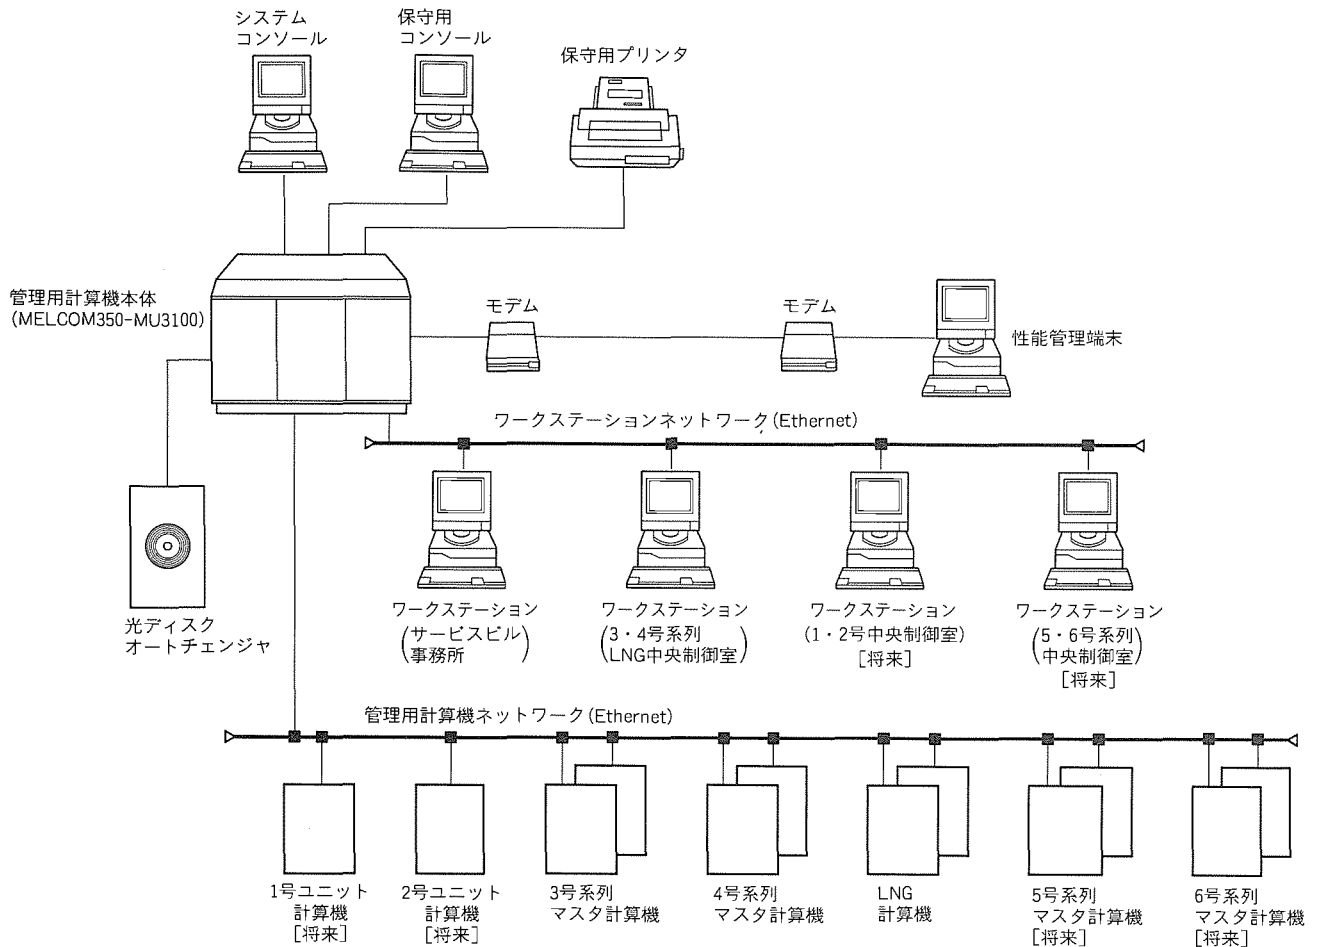 システム
コンソール
保守用
コンソール
保守用プリンタ
管理用計算機本体
(MELCOM350-MU3100)
モデム
モデム
性能管理端末
ワークステーションネットワーク(Ethernet)
光ディスク
オートチェンジャ
ワークステーション
(サービスビル
事務所)
ワークステーション
(3・4号系列
LNG中央制御室)
ワークステーション
(1・2号中央制御室)
[将来]
ワークステーション
(5・6号系列
中央制御室)
[将来]
管理用計算機ネットワーク(Ethernet)
1号ユニット
計算機
[将来]
2号ユニット
計算機
[将来]
3号系列
マスタ計算機
4号系列
マスタ計算機
LNG
計算機
5号系列
マスタ計算機
[将来]
6号系列
マスタ計算機
[将来]